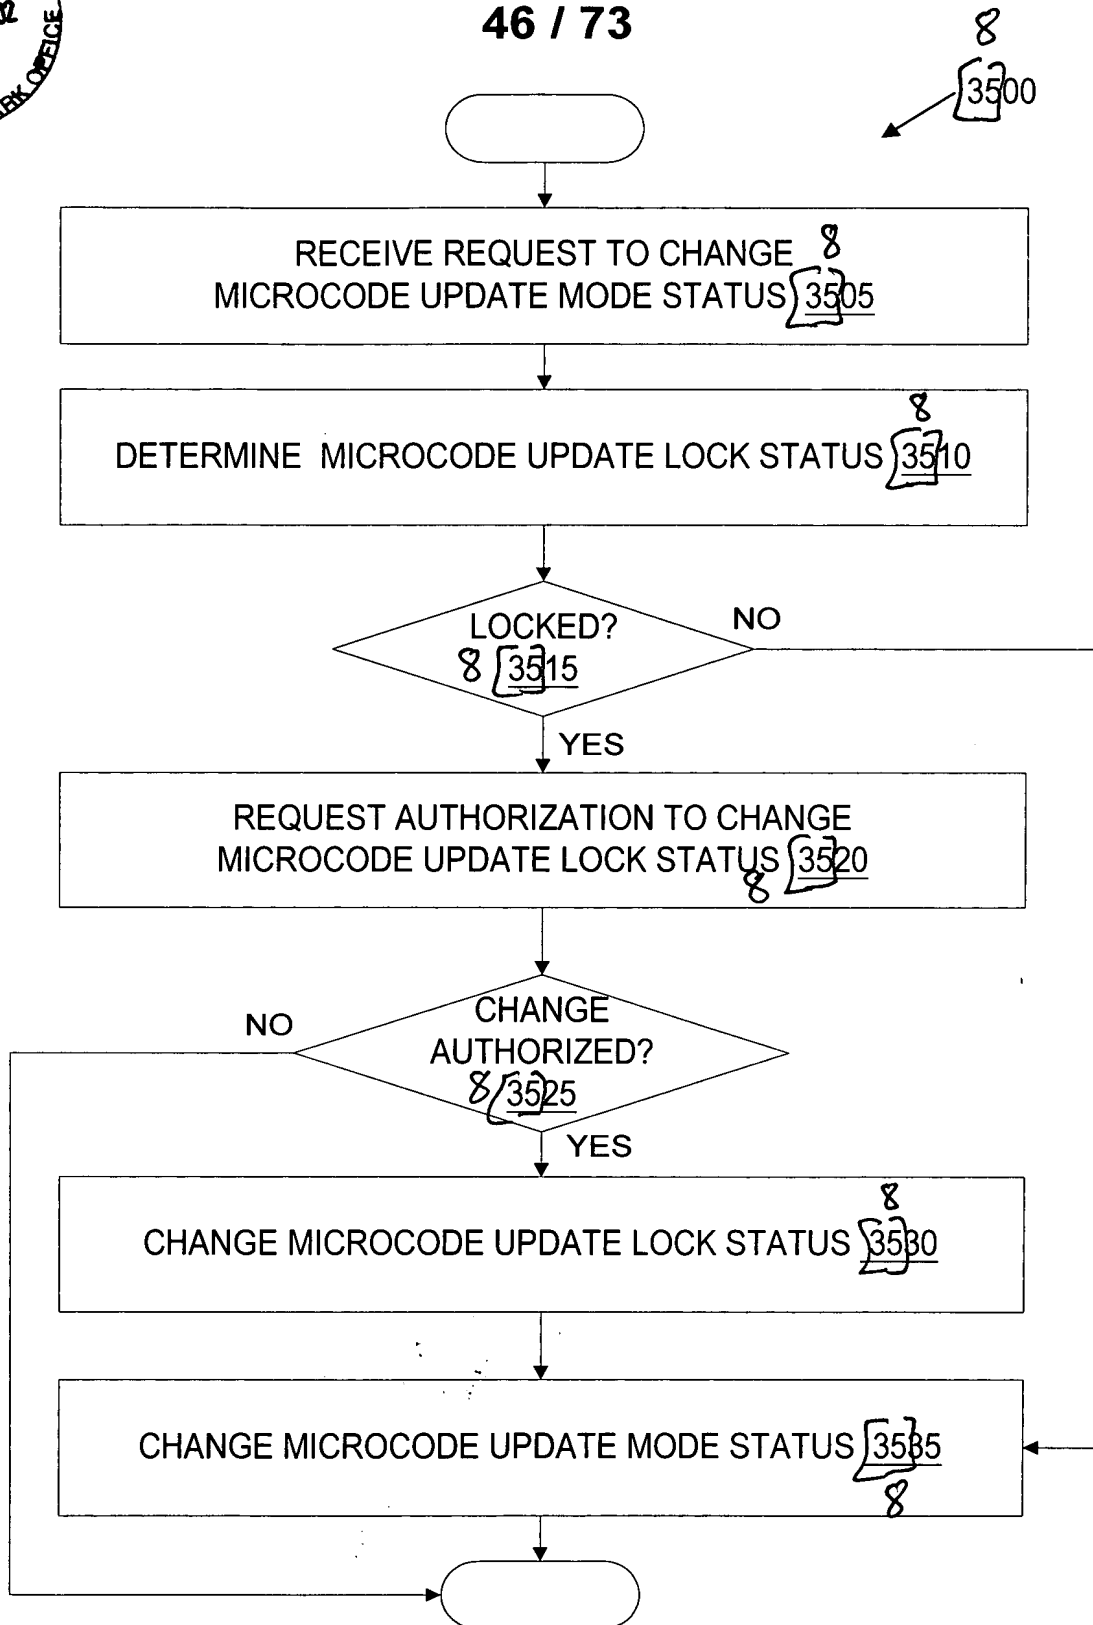 46 / 73
8
3500
RECEIVE REQUEST TO CHANGE 8
MICROCODE UPDATE MODE STATUS 3505
8
DETERMINE MICROCODE UPDATE LOCK STATUS 3510
LOCKED?
NO
8 3515
YES
REQUEST AUTHORIZATION TO CHANGE
MICROCODE UPDATE LOCK STATUS 3520
8
CHANGE
NO
AUTHORIZED?
8 3525
YES
8
CHANGE MICROCODE UPDATE LOCK STATUS 3530
CHANGE MICROCODE UPDATE MODE STATUS 3535
8